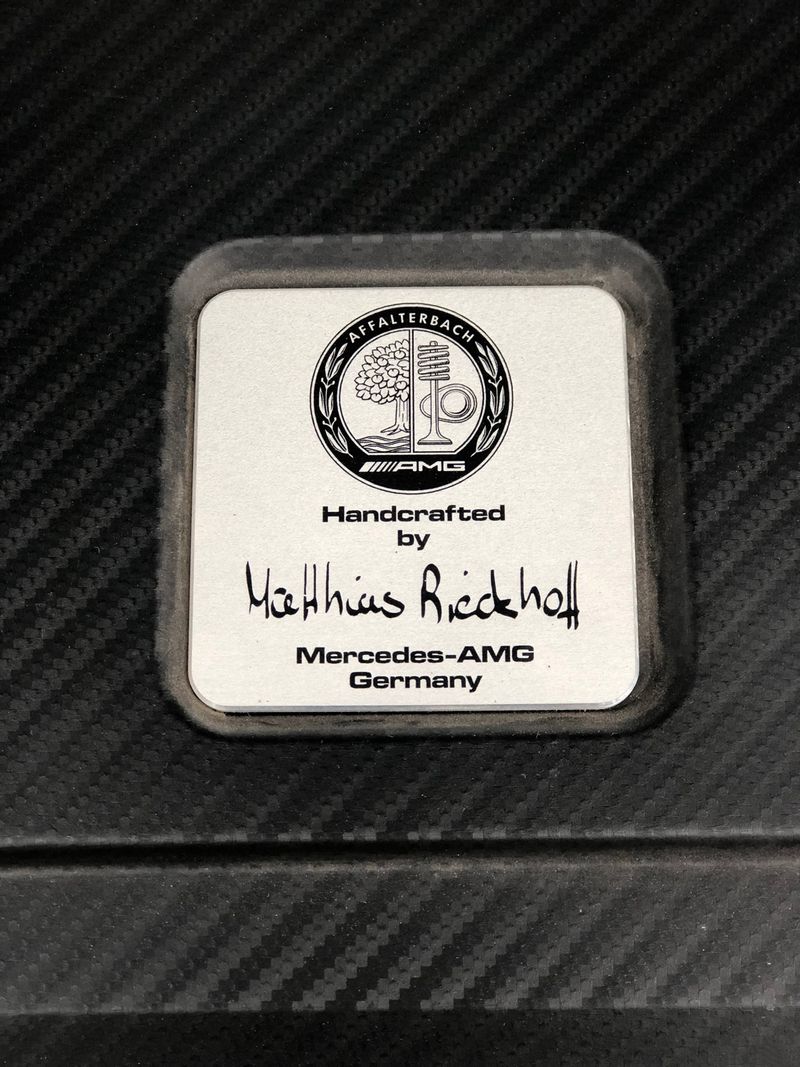 AFFALTERBACH
AMG
Handcrafted
by
Matthias Rieckhoff
Mercedes-AMG
Germany